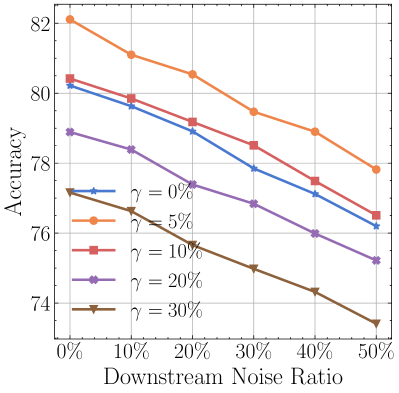 82
80
78
76
74
Accuracy
γ = 0%
γ = 5%
γ = 10%
γ = 20%
γ = 30%
0% 10% 20% 30% 40% 50%
Downstream Noise Ratio